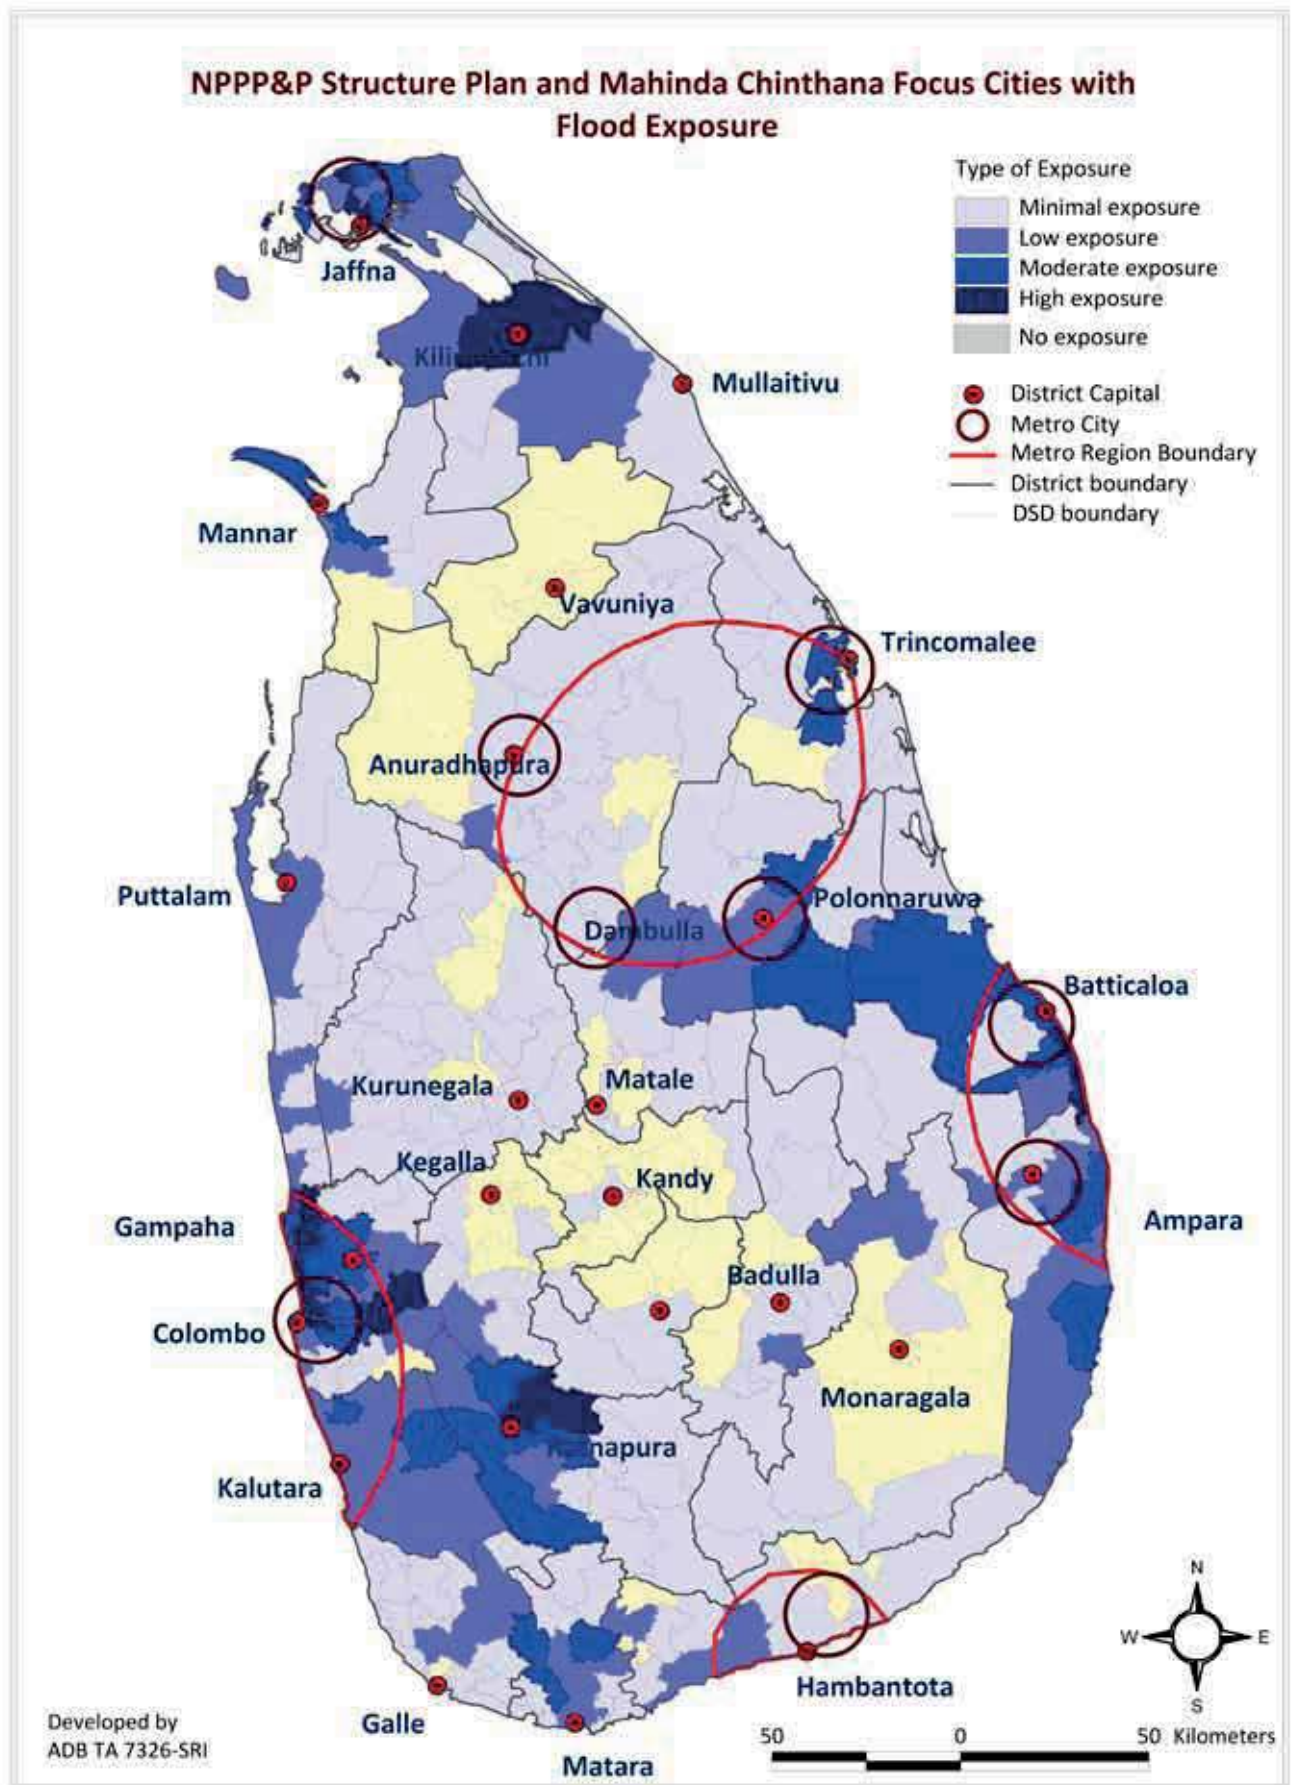 NPPP&P Structure Plan and Mahinda Chinthana Focus Cities with
Flood Exposure
Type of Exposure
Minimal exposure
Low exposure
Moderate exposure
High exposure
No exposure
District Capital
Metro City
Metro Region Boundary
District boundary
DSD boundary
Jaffna
Mullaitivu
Mannar
Vavuniya
Trincomalee
Anuradhapura
Puttalam
Polonnaruwa
Dambulla
Batticaloa
Kurunegala
Matale
Kegalla
Kandy
Gampaha
Ampara
Badulla
Colombo
Monaragala
Kalutara
Hambantota
Galle
Matara
N
W
E
S
Developed by
ADB TA 7326-SRI
50 0 50 Kilometers